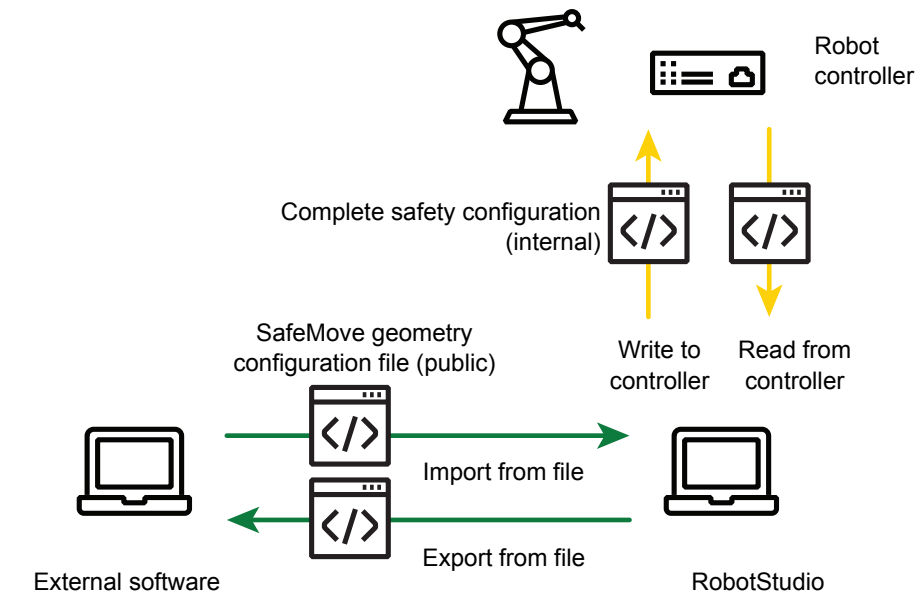 Robot
controller
</>
</>
Complete safety configuration
(internal)
SafeMove geometry
configuration file (public)
Write to
controller
Read from
controller
</>
Import from file
</>
Export from file
External software
RobotStudio